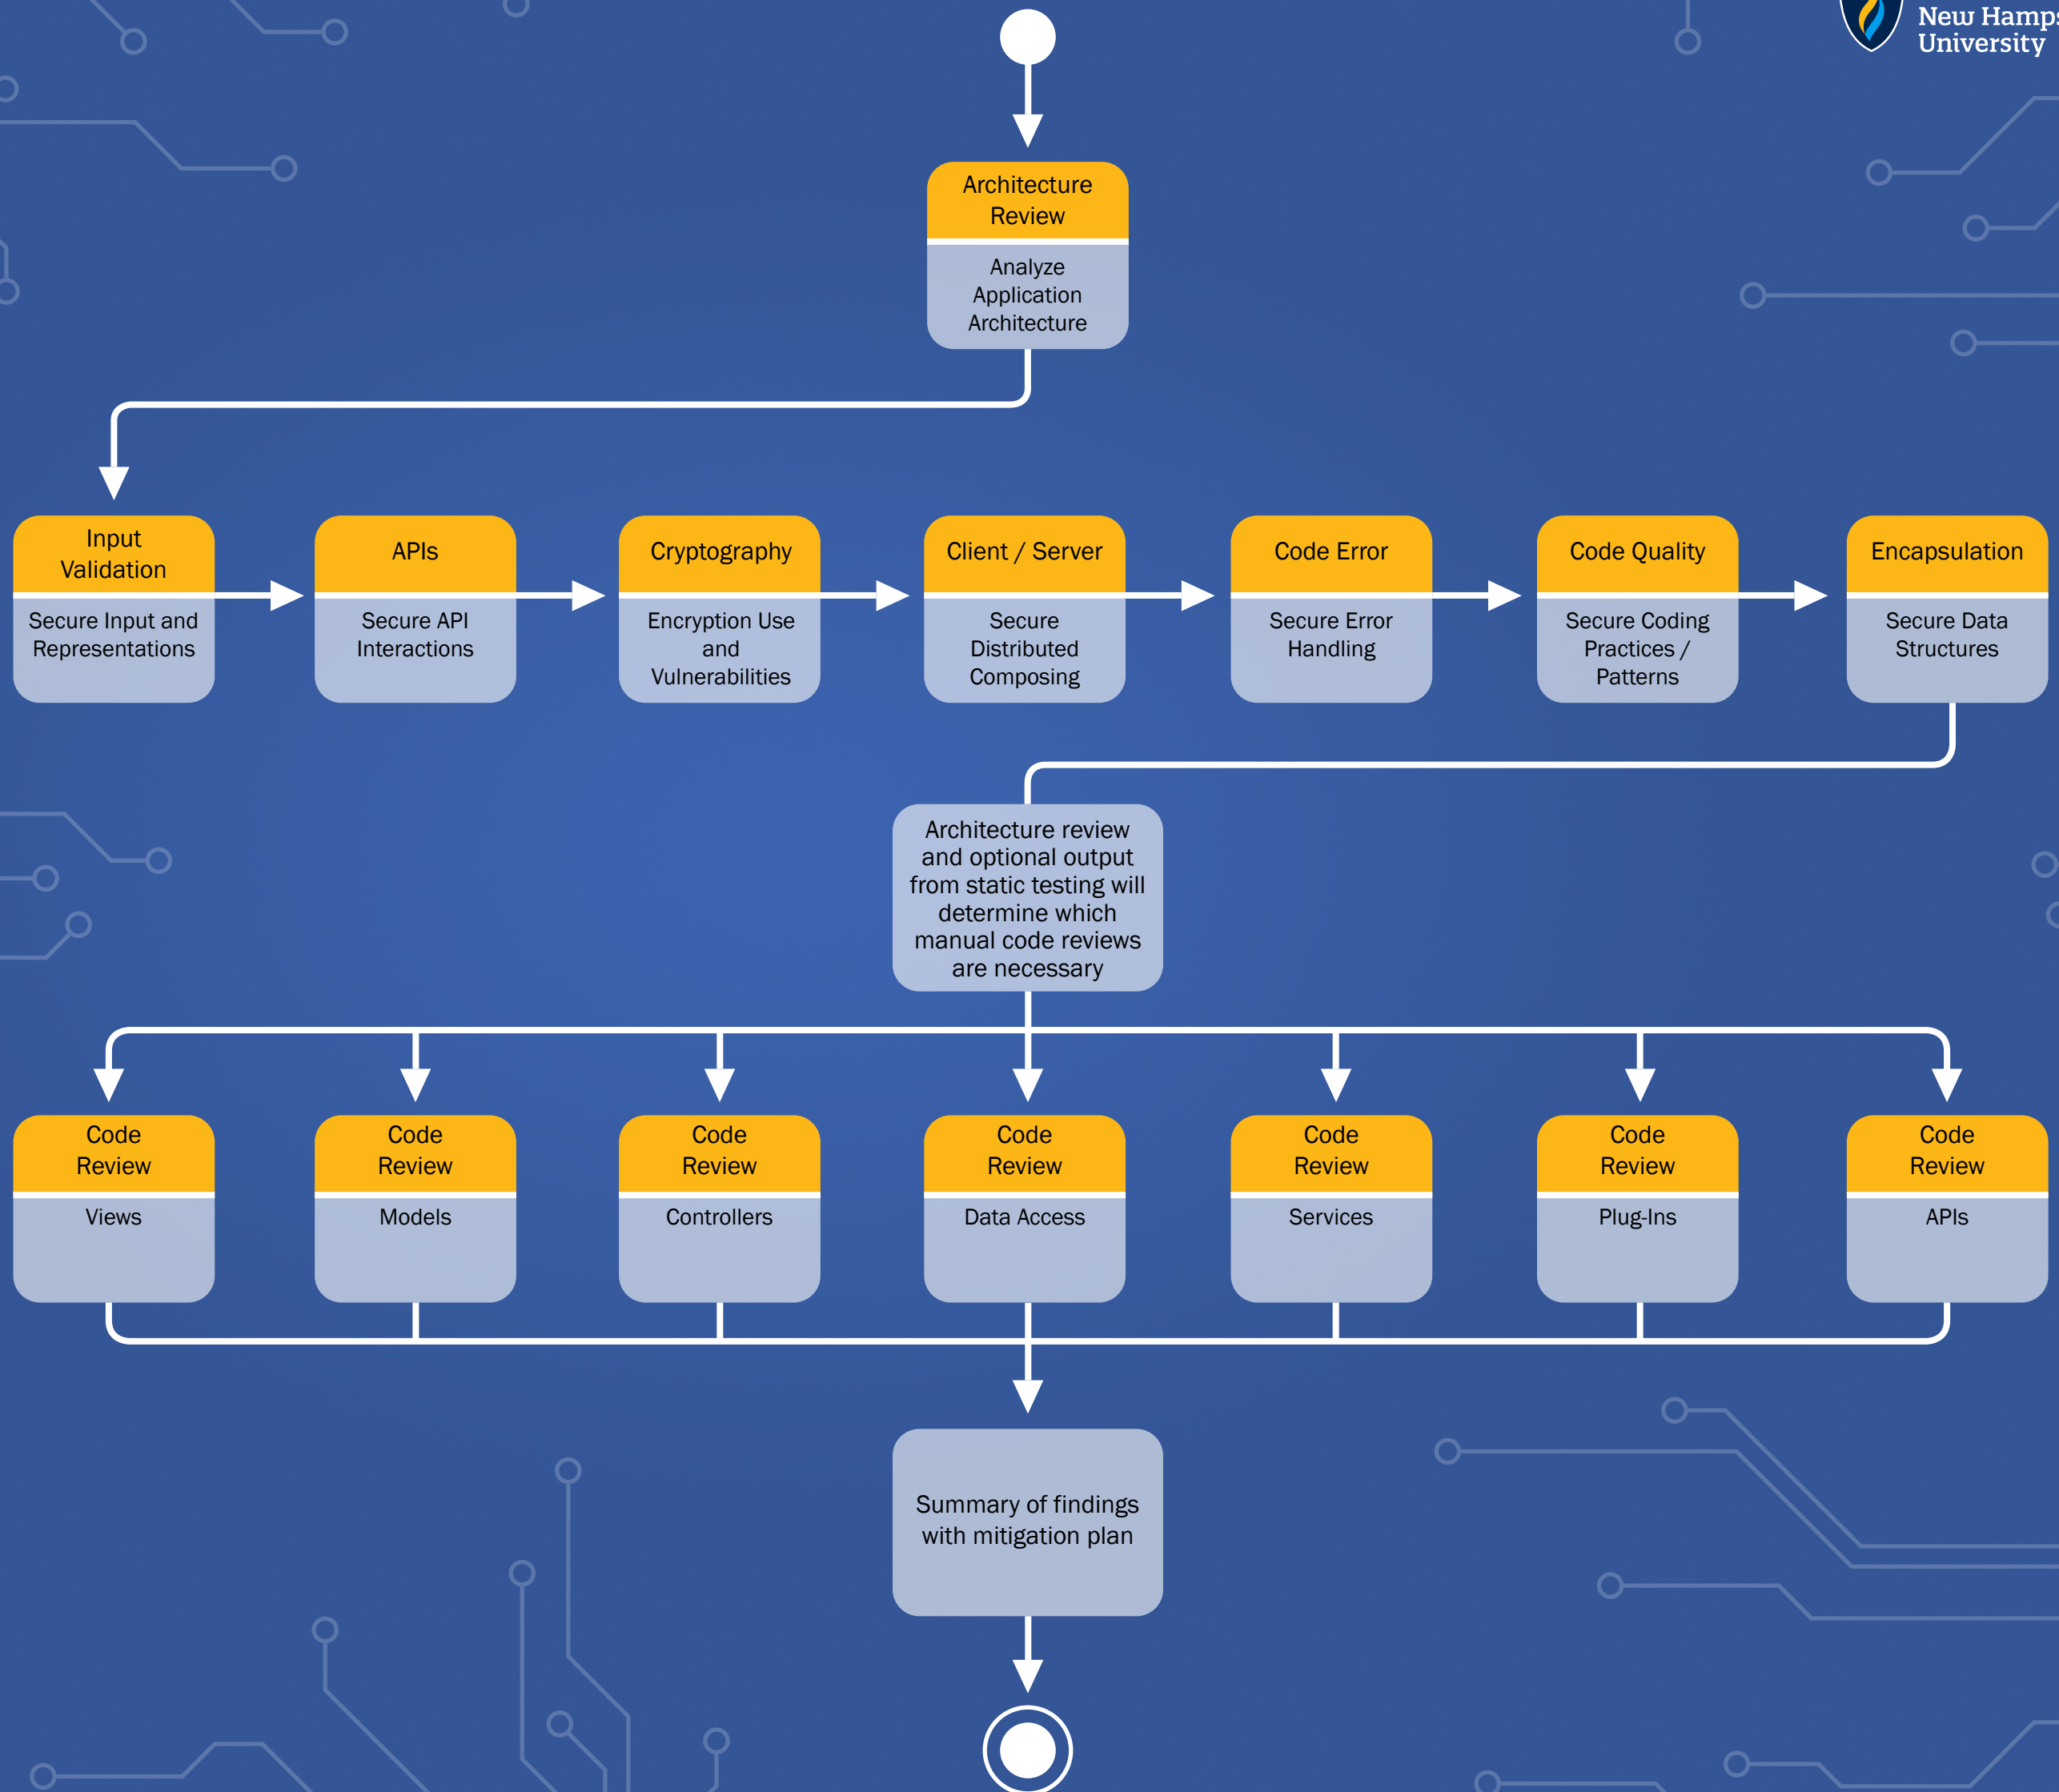 New Hamps
University
Architecture
Review
Analyze
Application
Architecture
Input
Validation
Secure Input and
Representations
APIs
Secure API
Interactions
Cryptography
Encryption Use
and
Vulnerabilities
Client / Server
Secure
Distributed
Composing
Code Error
Secure Error
Handling
Code Quality
Secure Coding
Practices /
Patterns
Encapsulation
Secure Data
Structures
Architecture review
and optional output
from static testing will
determine which
manual code reviews
are necessary
Code
Review
Views
Code
Review
Models
Code
Review
Controllers
Code
Review
Data Access
Code
Review
Services
Code
Review
Plug-Ins
Code
Review
APIs
Summary of findings
with mitigation plan